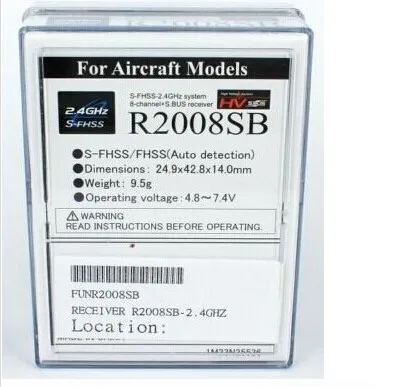 For Aircraft Models
S-FHSS-2.4GHz system
8-channel+S.BUS receiver
HV
2.4GHz
S-FHSS
R2008SB
●S-FHSS/FHSS(Auto detection)
●Dimensions: 24.9x42.8x14.0mm
●Weight: 9.5g
●Operating voltage: 4.8～7.4V
⚠WARNING
READ INSTRUCTIONS BEFORE OPERATING.
FUNR2008SB
RECEIVER R2008SB-2.4GHZ
Location: